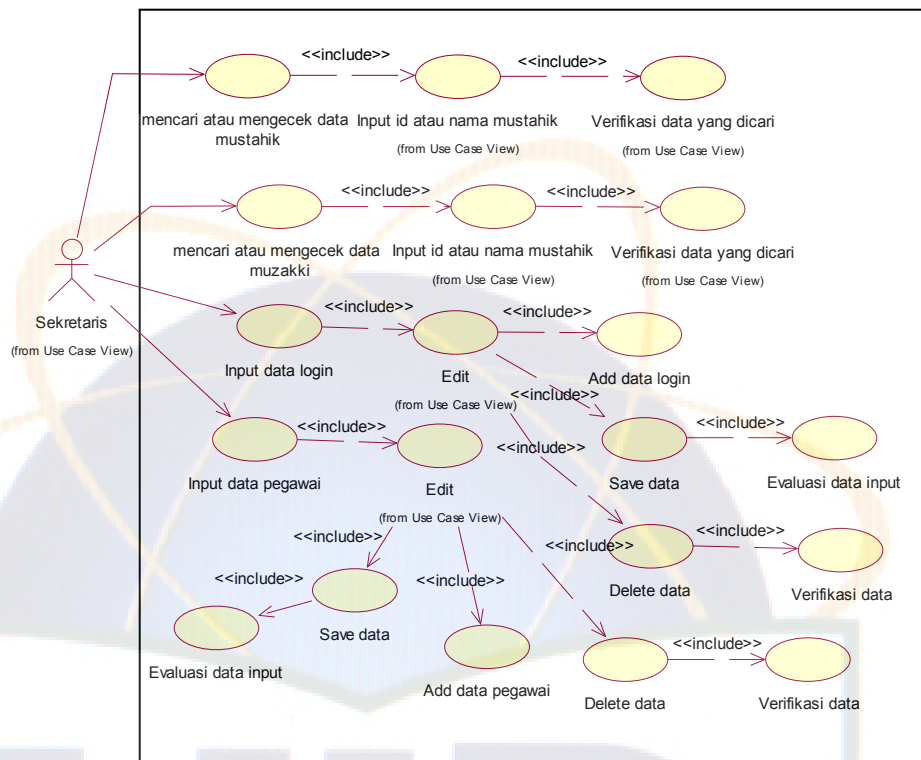 <<include>>
<<include>>
mencari atau mengecek data
mustahik
Input id atau nama mustahik
(from Use Case View)
Verifikasi data yang dicari
(from Use Case View)
<<include>>
<<include>>
mencari atau mengecek data
muzakki
Input id atau nama mustahik
(from Use Case View)
Verifikasi data yang dicari
(from Use Case View)
Sekretaris
(from Use Case View)
<<include>>
<<include>>
Input data login
Edit
(from Use Case View)
Add data login
<<include>>
<<include>>
<<include>>
<<include>>
Input data pegawai
Edit
(from Use Case View)
Save data
Evaluasi data input
<<include>>
<<include>>
<<include>>
Delete data
Verifikasi data
<<include>>
<<include>>
Save data
Evaluasi data input
Add data pegawai
<<include>>
Delete data
Verifikasi data